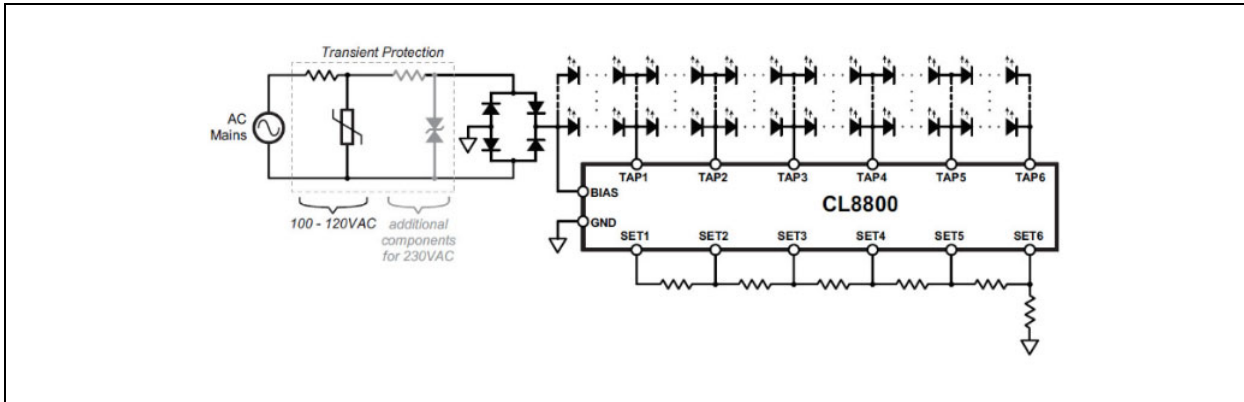 Transient Protection
AC
Mains
100 - 120VAC
additional
components
for 230VAC
TAP1 TAP2 TAP3 TAP4 TAP5 TAP6
BIAS
CL8800
GND
SET1 SET2 SET3 SET4 SET5 SET6